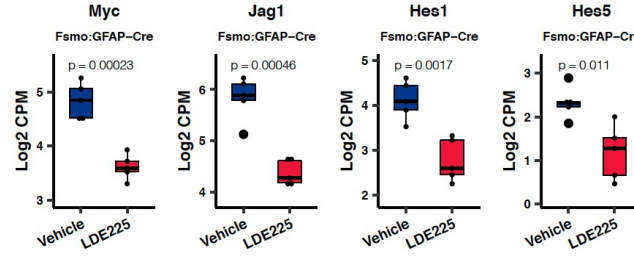 Myc
Jag1
Hes1
Hes5
Fsmo:GFAP−Cre
Fsmo:GFAP−Cre
Fsmo:GFAP−Cre
Fsmo:GFAP−Cre
p = 0.00023
p = 0.00046
p = 0.0017
p = 0.011
Log2 CPM
5
4
3
Log2 CPM
6
5
4
Log2 CPM
5
4
3
2
Log2 CPM
3
2
1
0
Vehicle
LDE225
Vehicle
LDE225
Vehicle
LDE225
Vehicle
LDE225